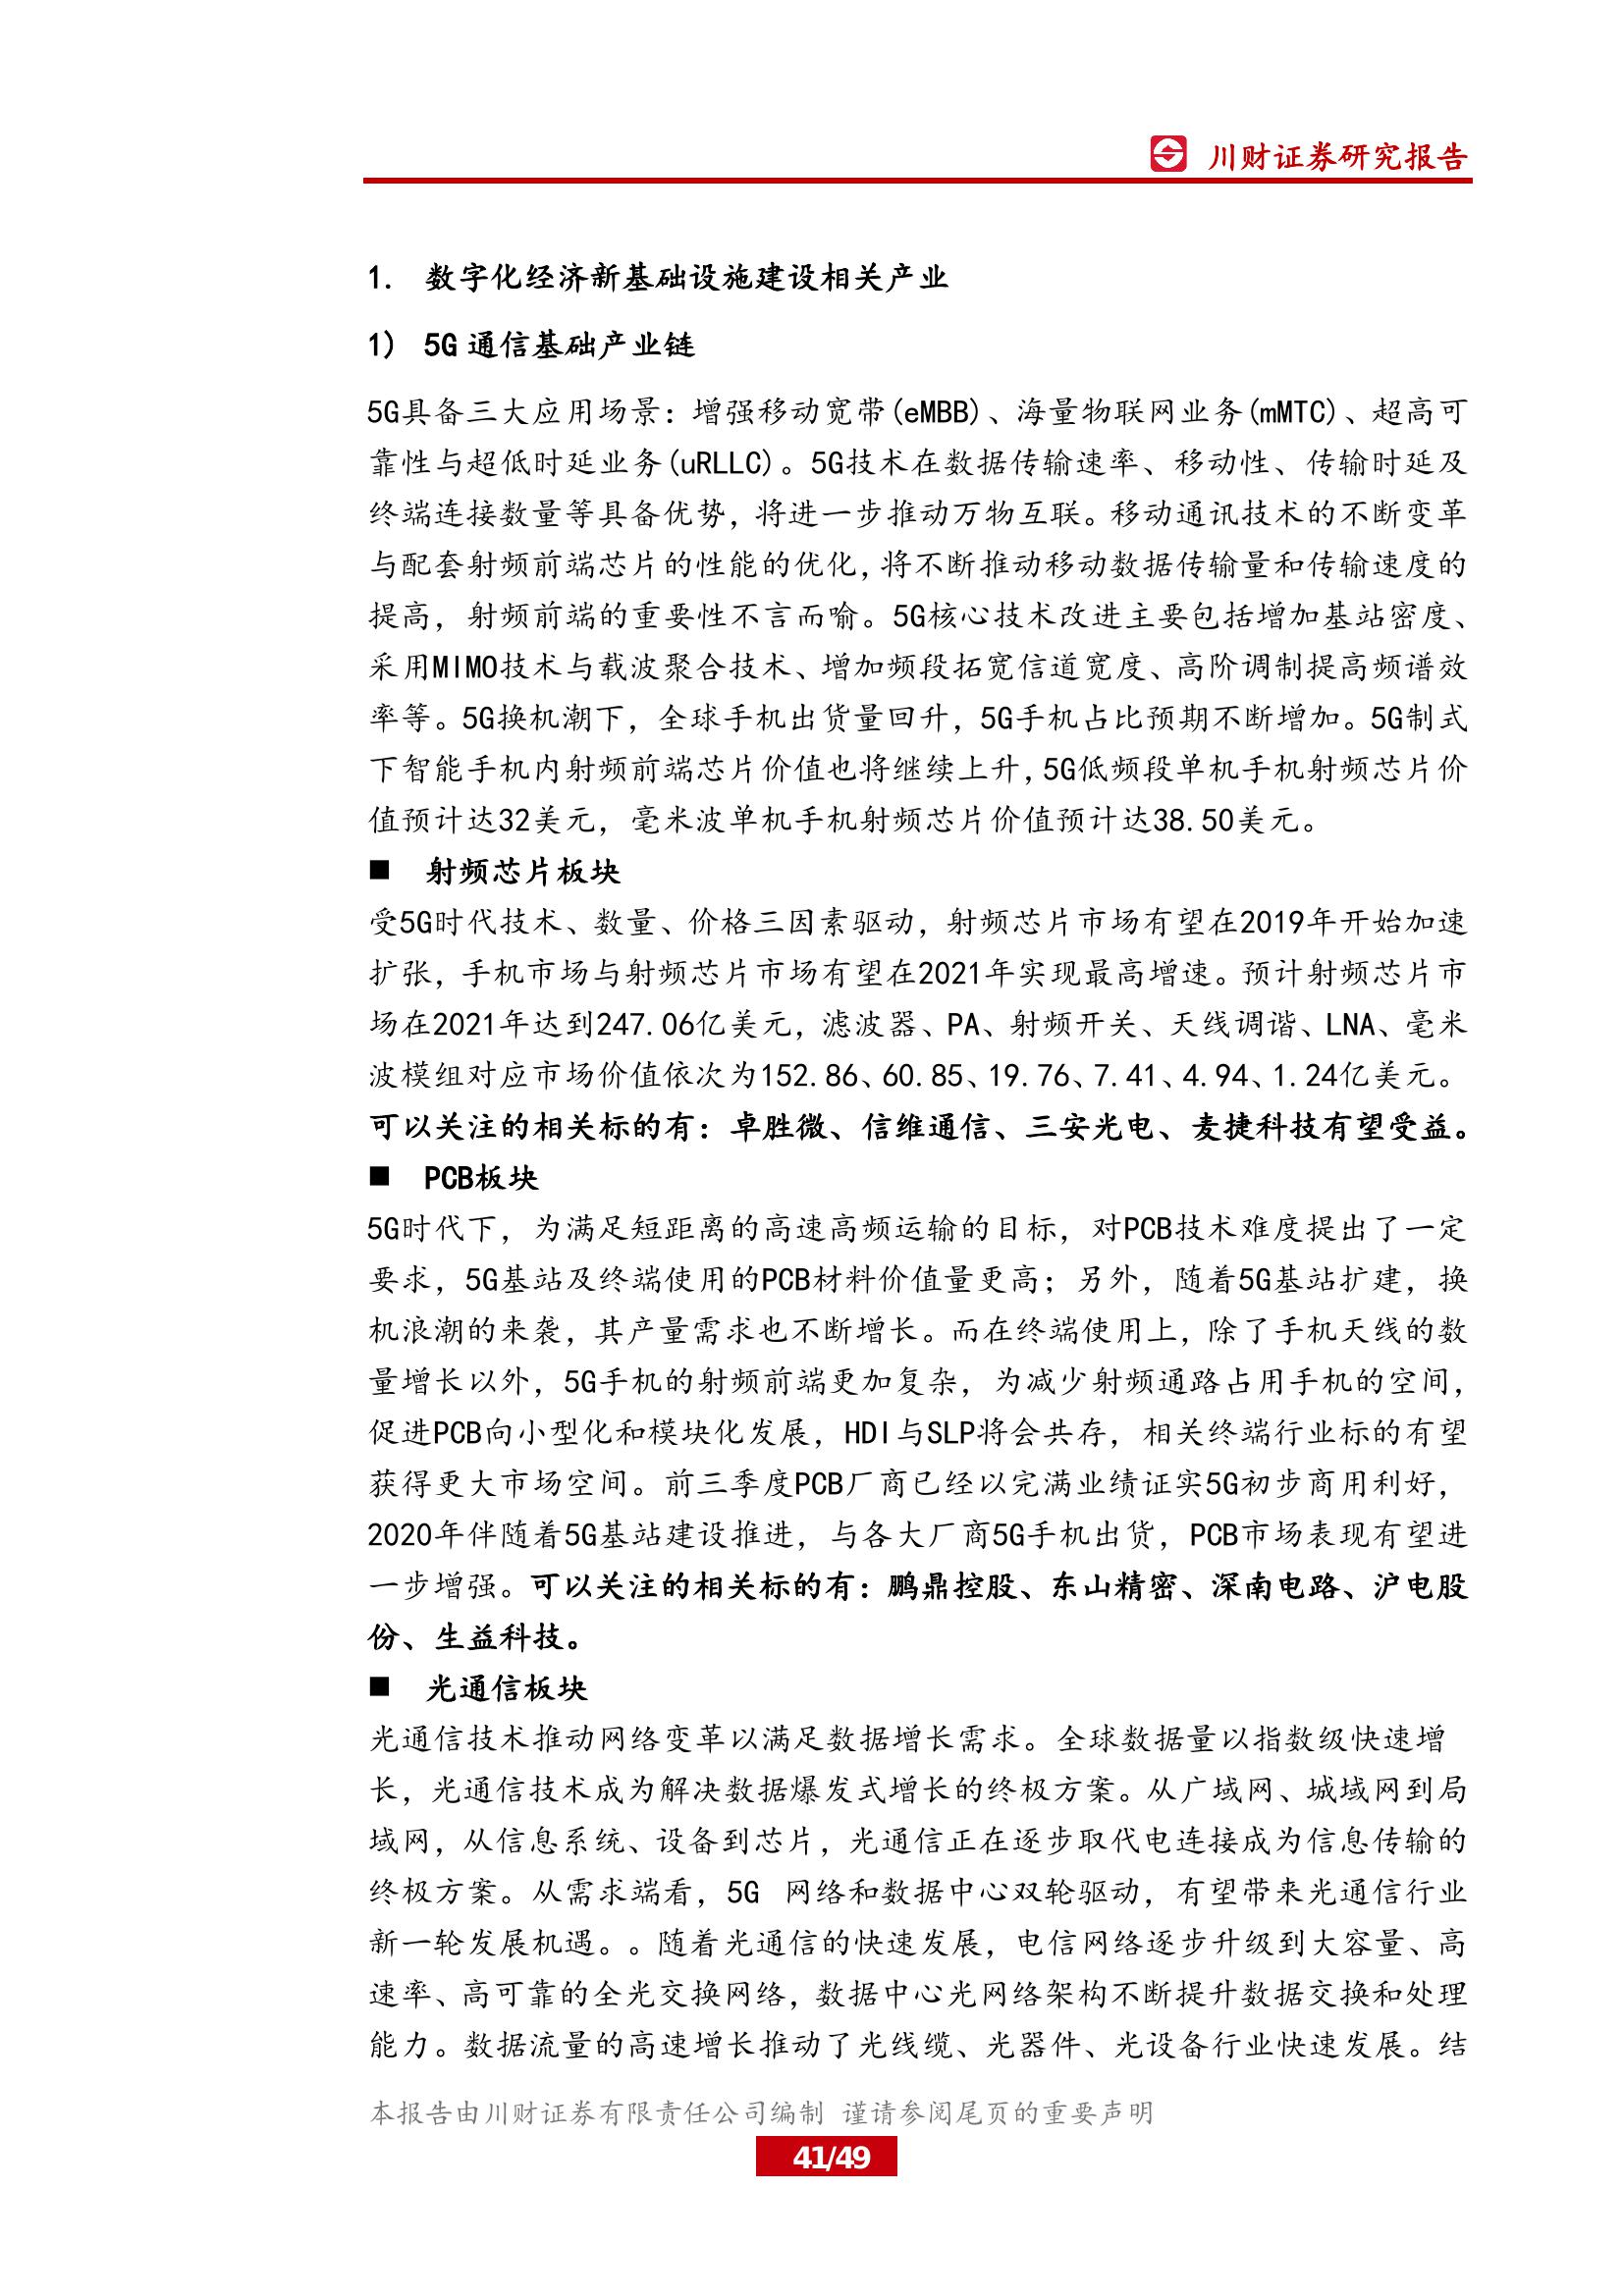 川财证券研究报告
1. 数字化经济新基础设施建设相关产业
1) 5G 通信基础产业链
5G具备三大应用场景：增强移动宽带(eMBB)、海量物联网业务(mMTC)、超高可
靠性与超低时延业务(uRLLC)。5G技术在数据传输速率、移动性、传输时延及
终端连接数量等具备优势，将进一步推动万物互联。移动通讯技术的不断变革
与配套射频前端芯片的性能的优化，将不断推动移动数据传输量和传输速度的
提高，射频前端的重要性不言而喻。5G核心技术改进主要包括增加基站密度、
采用MIMO技术与载波聚合技术、增加频段拓宽信道宽度、高阶调制提高频谱效
率等。5G换机潮下，全球手机出货量回升，5G手机占比预期不断增加。5G制式
下智能手机内射频前端芯片价值也将继续上升，5G低频段单机手机射频芯片价
值预计达32美元，毫米波单机手机射频芯片价值预计达38.50美元。
■ 射频芯片板块
受5G时代技术、数量、价格三因素驱动，射频芯片市场有望在2019年开始加速
扩张，手机市场与射频芯片市场有望在2021年实现最高增速。预计射频芯片市
场在2021年达到247.06亿美元，滤波器、PA、射频开关、天线调谐、LNA、毫米
波模组对应市场价值依次为152.86、60.85、19.76、7.41、4.94、1.24亿美元。
可以关注的相关标的有：卓胜微、信维通信、三安光电、麦捷科技有望受益。
■ PCB板块
5G时代下，为满足短距离的高速高频运输的目标，对PCB技术难度提出了一定
要求，5G基站及终端使用的PCB材料价值量更高；另外，随着5G基站扩建，换
机浪潮的来袭，其产量需求也不断增长。而在终端使用上，除了手机天线的数
量增长以外，5G手机的射频前端更加复杂，为减少射频通路占用手机的空间，
促进PCB向小型化和模块化发展，HDI与SLP将会共存，相关终端行业标的有望
获得更大市场空间。前三季度PCB厂商已经以完满业绩证实5G初步商用利好，
2020年伴随着5G基站建设推进，与各大厂商5G手机出货，PCB市场表现有望进
一步增强。可以关注的相关标的有：鹏鼎控股、东山精密、深南电路、沪电股
份、生益科技。
■ 光通信板块
光通信技术推动网络变革以满足数据增长需求。全球数据量以指数级快速增
长，光通信技术成为解决数据爆发式增长的终极方案。从广域网、城域网到局
域网，从信息系统、设备到芯片，光通信正在逐步取代电连接成为信息传输的
终极方案。从需求端看，5G 网络和数据中心双轮驱动，有望带来光通信行业
新一轮发展机遇。。随着光通信的快速发展，电信网络逐步升级到大容量、高
速率、高可靠的全光交换网络，数据中心光网络架构不断提升数据交换和处理
能力。数据流量的高速增长推动了光线缆、光器件、光设备行业快速发展。结
本报告由川财证券有限责任公司编制 谨请参阅尾页的重要声明
41/49